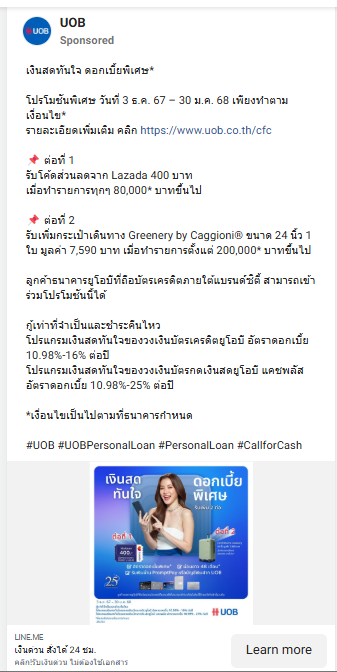 UOB
UOB
Sponsored
เงินสดทันใจ ดอกเบี้ยพิเศษ*
โปรโมชันพิเศษ วันที่ 3 ธ.ค. 67 – 30 ม.ค. 68 เพียงทำตาม
เงื่อนไข*
รายละเอียดเพิ่มเติม คลิก https://www.uob.co.th/cfc
📌 ต่อที่ 1
รับโค้ดส่วนลดจาก Lazada 400 บาท
เมื่อทำรายการทุกๆ 80,000* บาทขึ้นไป
📌 ต่อที่ 2
รับเพิ่มกระเป๋าเดินทาง Greenery by Caggioni® ขนาด 24 นิ้ว 1
ใบ มูลค่า 7,590 บาท เมื่อทำรายการตั้งแต่ 200,000* บาทขึ้นไป
ลูกค้าธนาคารยูโอบีที่ถือบัตรเครดิตภายใต้แบรนด์ซิตี้ สามารถเข้า
ร่วมโปรโมชันนี้ได้
กู้เท่าที่จำเป็นและชำระคืนไหว
โปรแกรมเงินสดทันใจของวงเงินบัตรเครดิตยูโอบี อัตราดอกเบี้ย
10.98%-16% ต่อปี
โปรแกรมเงินสดทันใจของวงเงินบัตรกดเงินสดยูโอบี แคชพลัส
อัตราดอกเบี้ย 10.98%-25% ต่อปี
*เงื่อนไขเป็นไปตามที่ธนาคารกำหนด
#UOB #UOBPersonalLoan #PersonalLoan #CallforCash
เงินสด ดอกเบี้ย
ทันใจ พิเศษ
ต่อที่ 1
400.-
25
UOB
LINE.ME
เงินด่วน สั่งได้ 24 ชม.
คลิก!รับเงินด่วน ไม่ต้องใช้เอกสาร
Learn more